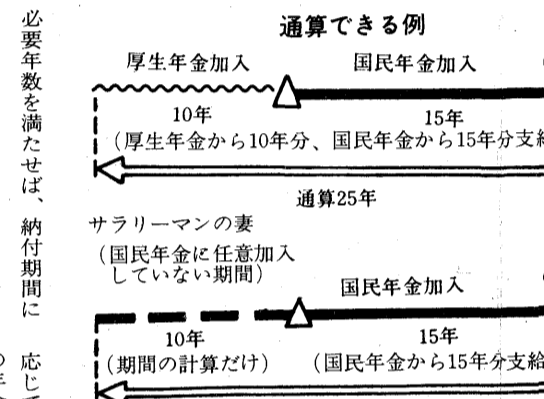 必要年数を満たせば、納付期間に
応じ
通算できる例
厚生年金加入
国民年金加入
10年
15年
(厚生年金から10年分、国民年金から15年分支給
通算25年
サラリーマンの妻
(国民年金に任意加入
していない期間)
国民年金加入
10年
15年
(期間の計算だけ)
(国民年金から15年分支給